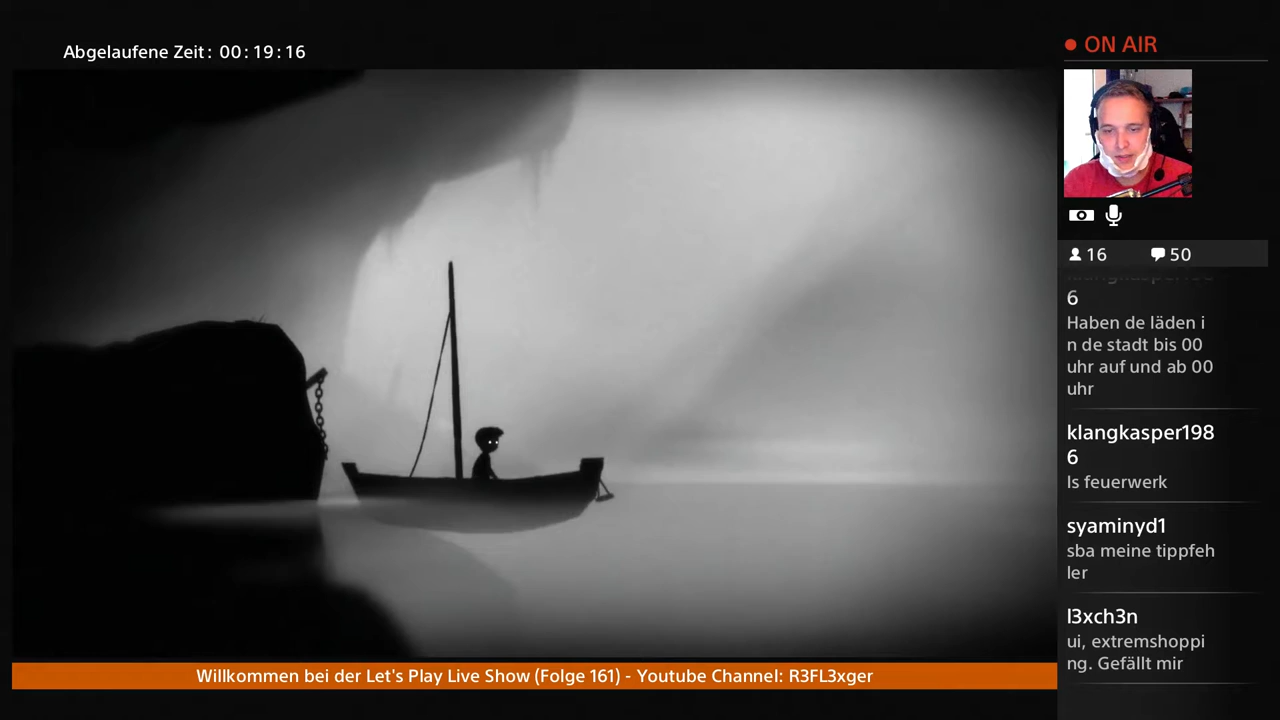 Abgelaufene Zeit: 00:19:16
ON AIR
16
50
6
Haben de läden i
n de stadt bis 00
uhr auf und ab 00
uhr
klangkasper198
6
Is feuerwerk
syaminyd1
sba meine tippfeh
ler
l3xch3n
ui, extremshoppi
ng. Gefällt mir
Willkommen bei der Let's Play Live Show (Folge 161) - Youtube Channel: R3FL3xger